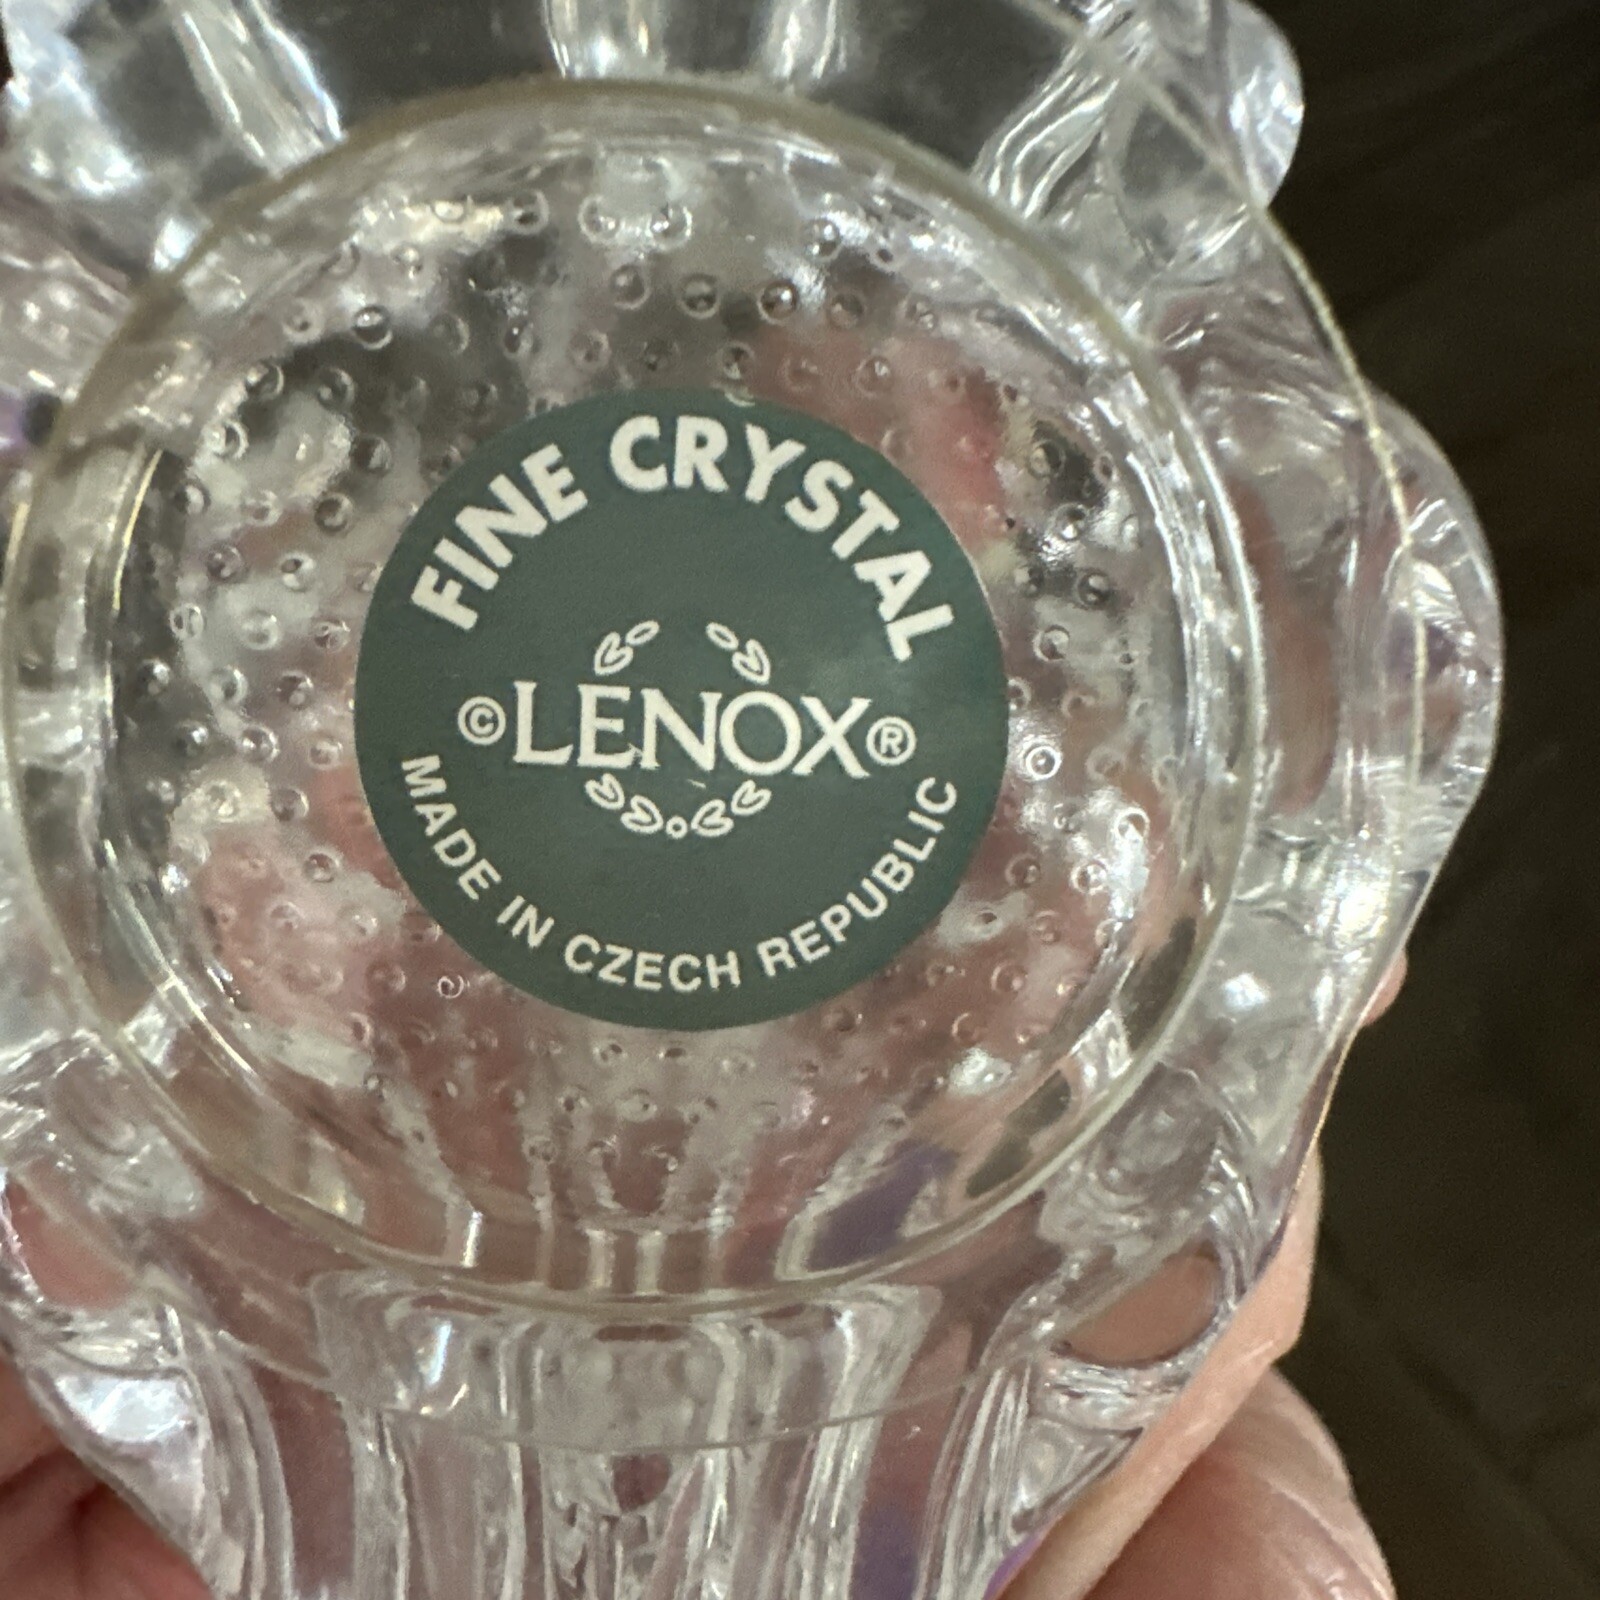 FINE CRYSTAL
©LENOX®
MADE IN CZECH REPUBLIC